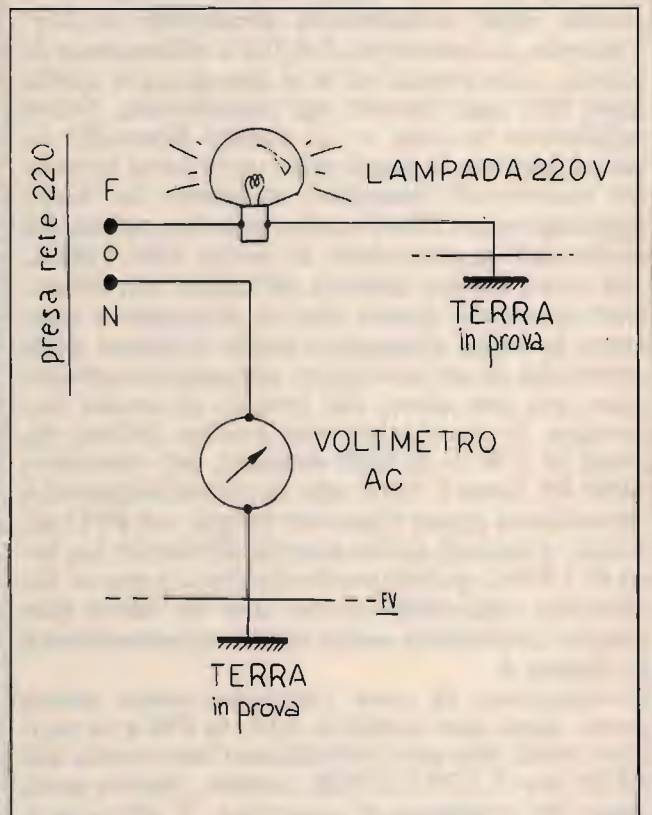 presa rete 220
F
N
LAMPADA 220V
TERRA
in prova
VOLTMETRO
AC
FV
TERRA
in prova